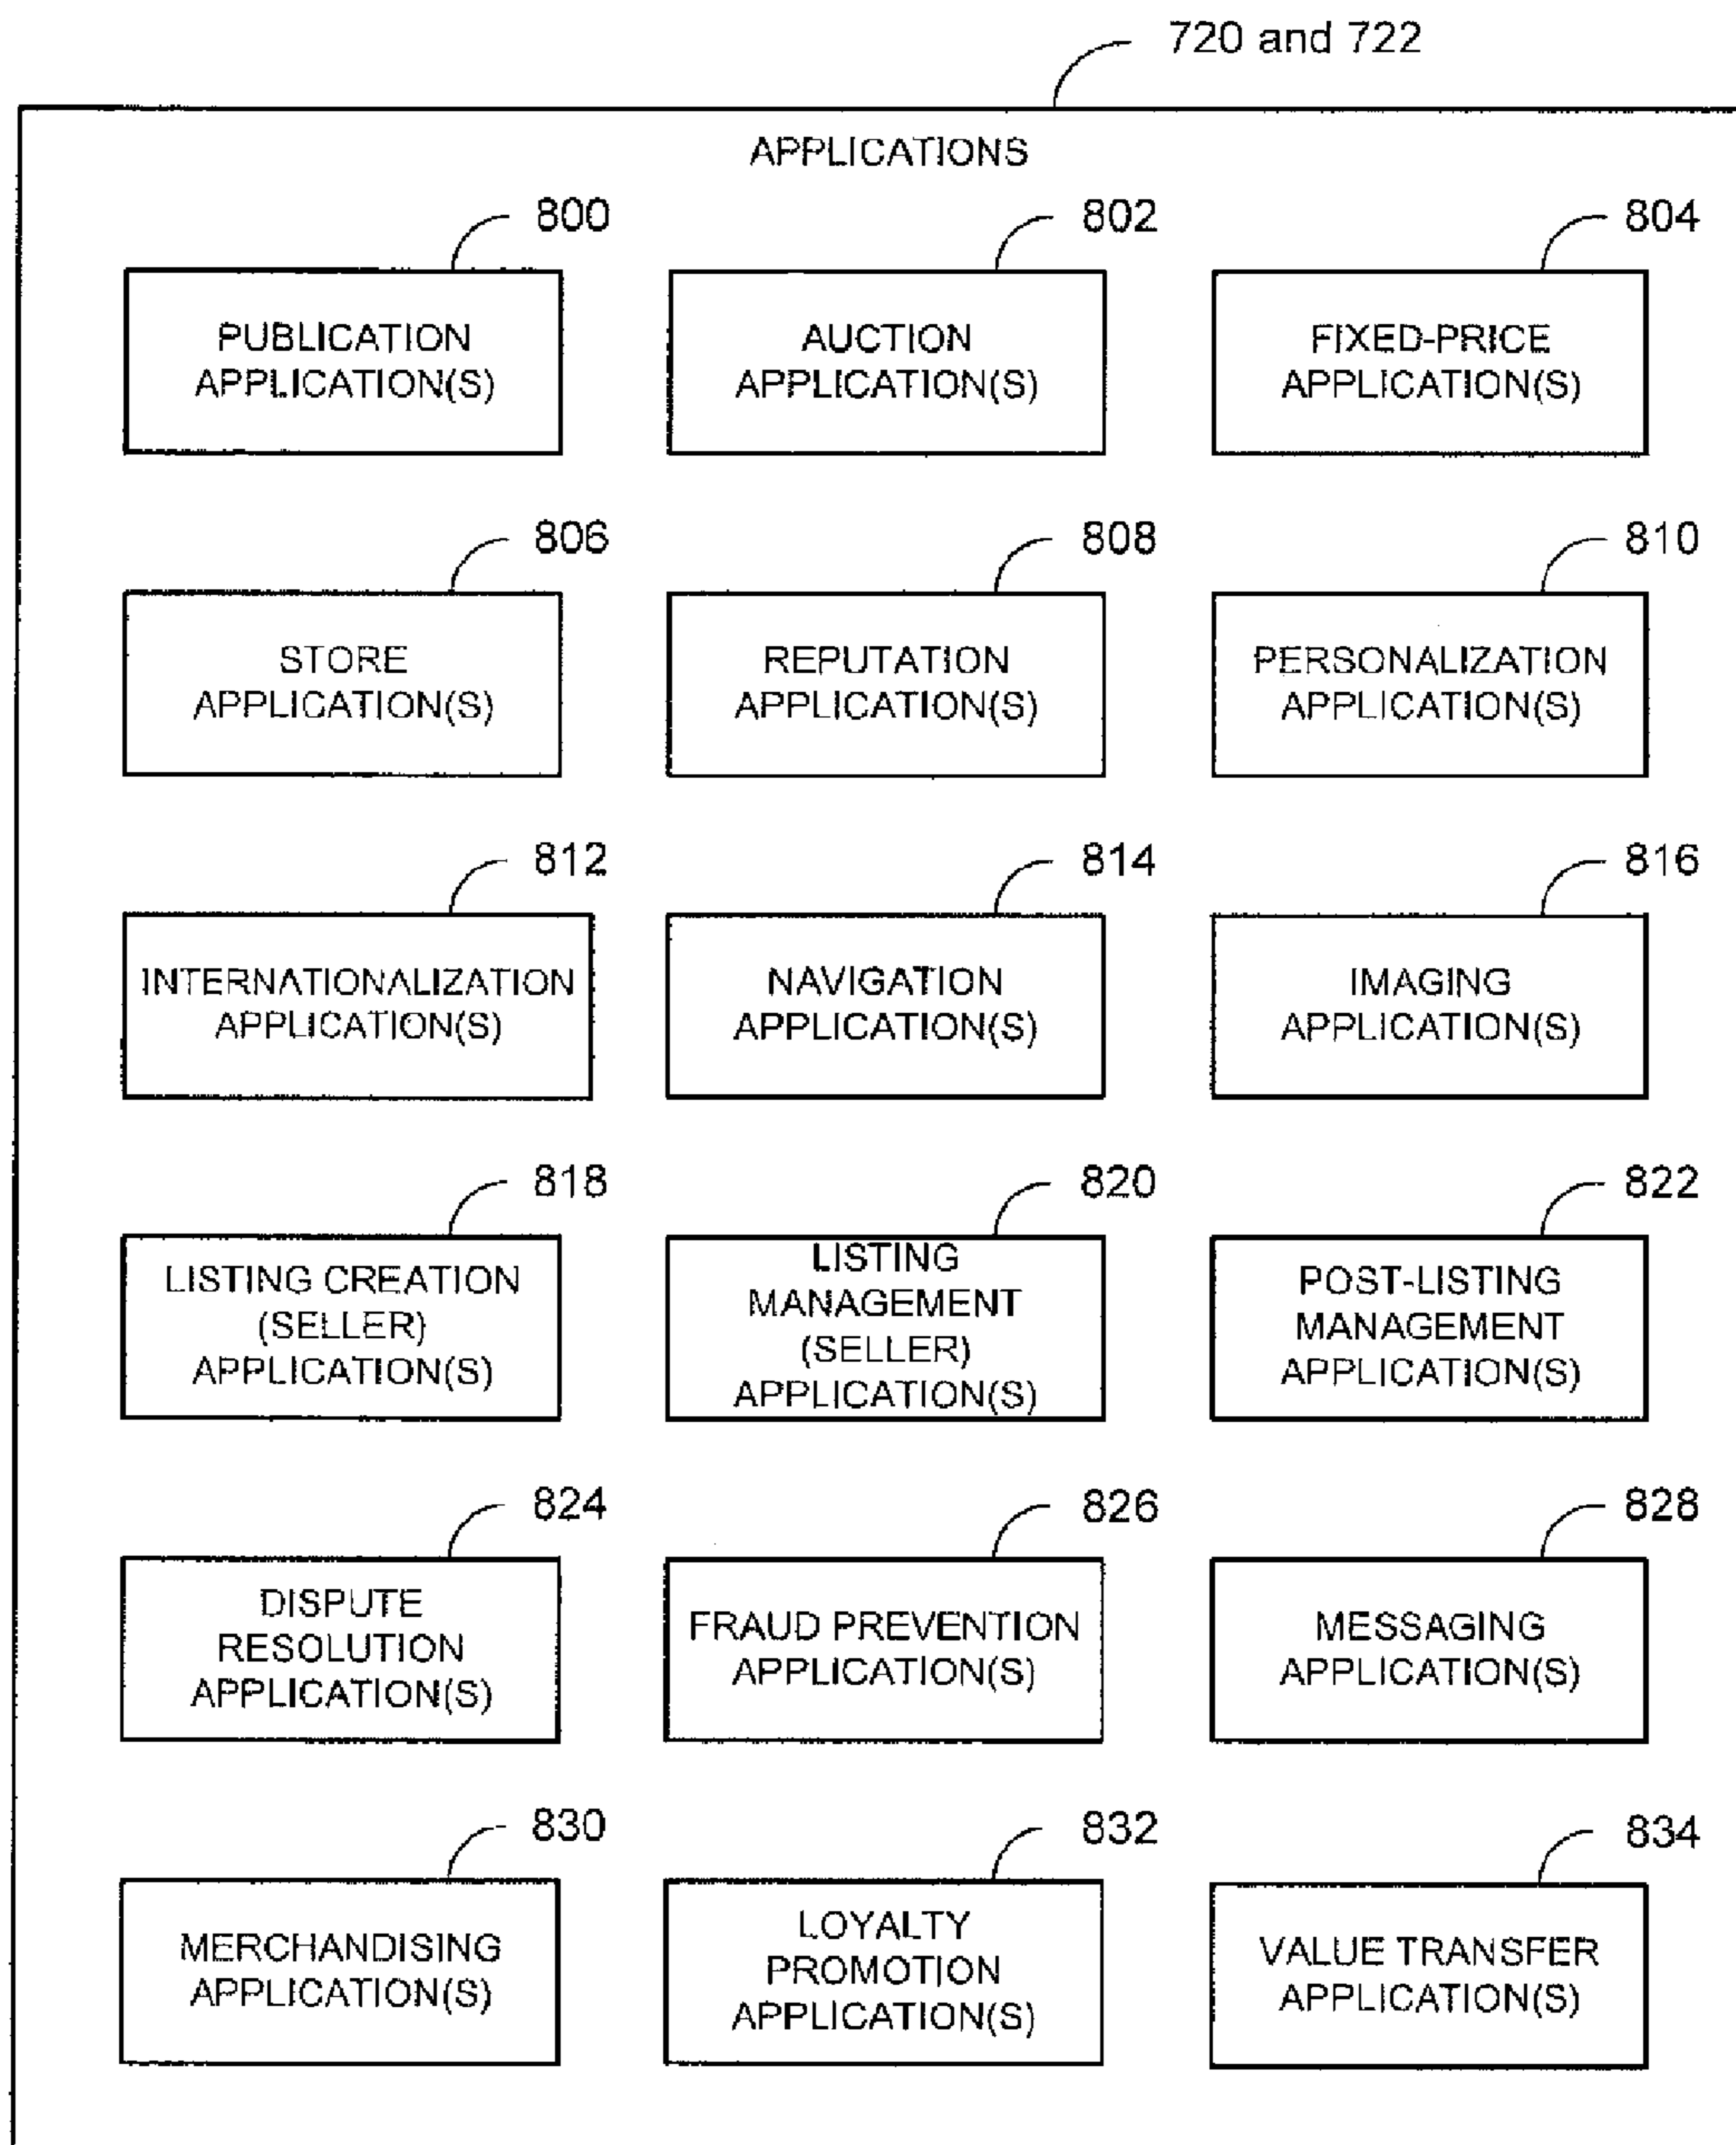 720 and 722
APPLICATIONS
800
802
804
PUBLICATION
APPLICATION(S)
AUCTION
APPLICATION(S)
FIXED-PRICE
APPLICATION(S)
806
808
810
STORE
APPLICATION(S)
REPUTATION
APPLICATION(S)
PERSONALIZATION
APPLICATION(S)
812
814
816
INTERNATIONALIZATION
APPLICATION(S)
NAVIGATION
APPLICATION(S)
IMAGING
APPLICATION(S)
818
820
822
LISTING CREATION
(SELLER)
APPLICATION(S)
LISTING
MANAGEMENT
(SELLER)
APPLICATION(S)
POST-LISTING
MANAGEMENT
APPLICATION(S)
824
826
828
DISPUTE
RESOLUTION
APPLICATION(S)
FRAUD PREVENTION
APPLICATION(S)
MESSAGING
APPLICATION(S)
830
832
834
MERCHANDISING
APPLICATION(S)
LOYALTY
PROMOTION
APPLICATION(S)
VALUE TRANSFER
APPLICATION(S)